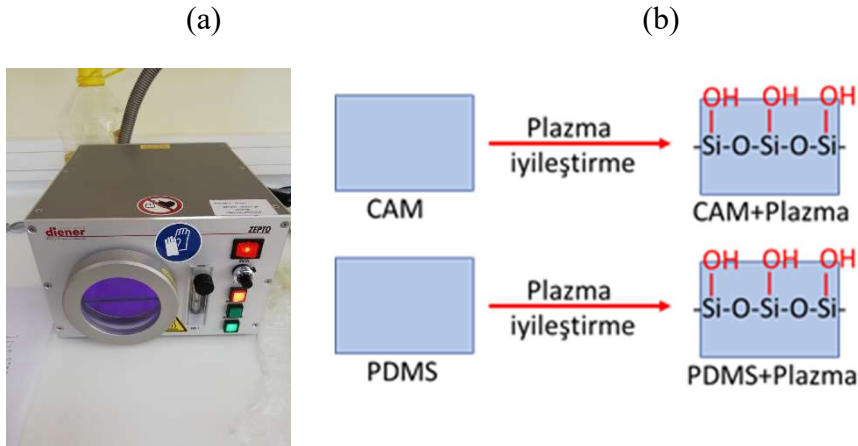 (a)
(b)
diener
ZEPTO
Plazma
iyileştirme
CAM
OH OH OH
-Si-O-Si-O-Si-
CAM+Plazma
Plazma
iyileştirme
PDMS
OH OH OH
-Si-O-Si-O-Si-
PDMS+Plazma